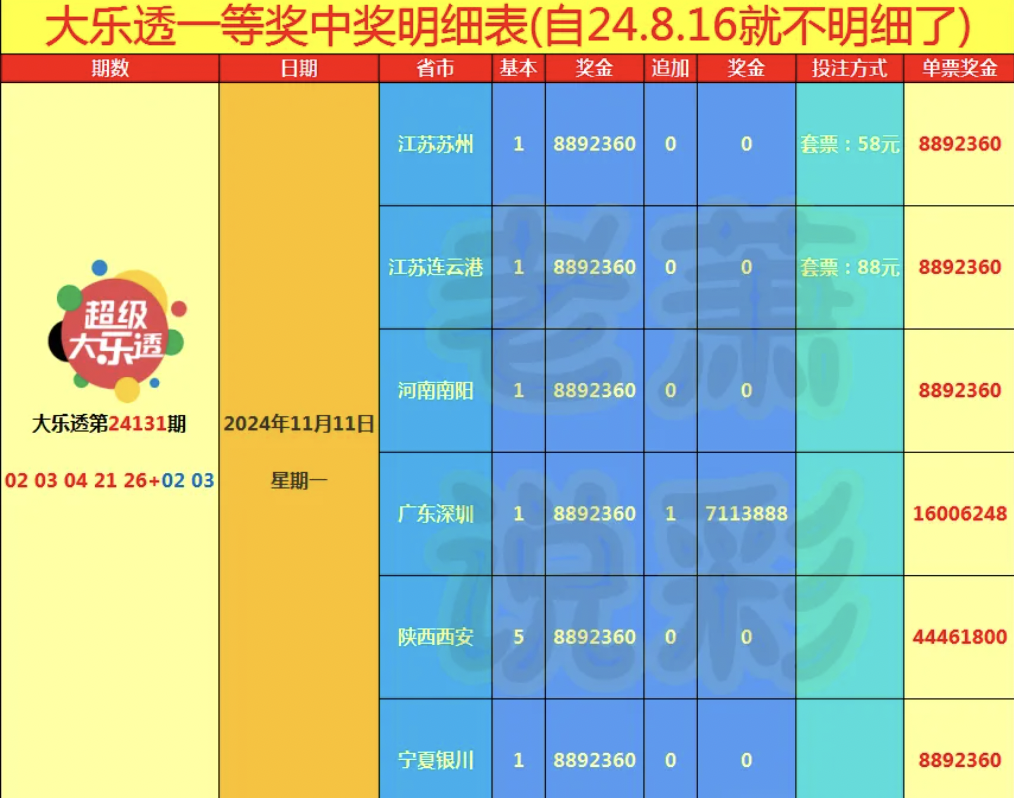 大乐透一等奖中奖明细表(自24.8.16就不明细了)
期数 日期 省市 基本 奖金 追加 奖金 投注方式 单票奖金
江苏苏州 1 8892360 0 0 套票：58元 8892360
江苏连云港 1 8892360 0 0 套票：88元 8892360
超级
大乐透
河南南阳 1 8892360 0 0 8892360
大乐透第24131期 2024年11月11日
02 03 04 21 26+02 03 星期一
广东深圳 1 8892360 1 7113888 16006248
陕西西安 5 8892360 0 0 44461800
宁夏银川 1 8892360 0 0 8892360
老萧
说彩